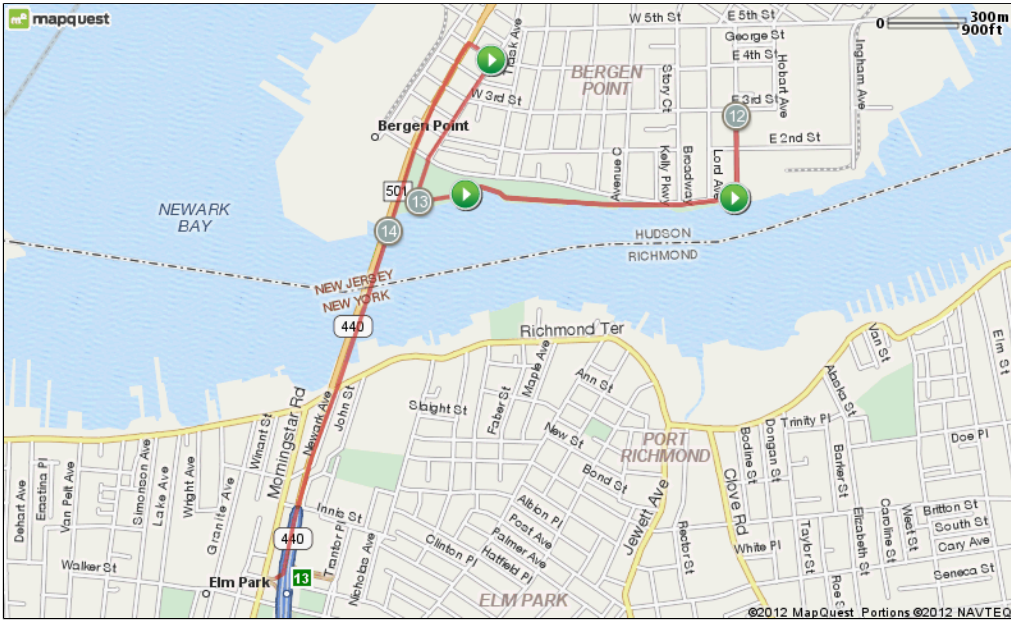 mapquest
W 5th St
E 5th St
0
300m
900ft
George St
E 4th St
Trask Ave
BERGEN
POINT
Story Ct
Hobart Ave
Ingham Ave
W 3rd St
E 3rd St
12
Bergen Point
E 2nd St
Kelly Pkwy
Broadway
Lord Ave
501
13
14
NEWARK
BAY
HUDSON
RICHMOND
NEW JERSEY
NEW YORK
440
Richmond Ter
Maple Ave
Ann St
Van St
Elm St
Alaska St
Morningstar Rd
Newark Ave
John St
Slaight St
Faber St
New St
PORT
RICHMOND
Trinity Pl
Doe Pl
Winant St
Bodine St
Dongan St
Barker St
Bond St
Dehart Ave
Erastina Pl
Van Pelt Ave
Simonson Ave
Lake Ave
Wright Ave
Granite Ave
Innis St
Albion Pl
Post Ave
Palmer Ave
Hatfield Pl
Clinton Pl
Jewett Ave
Clove Rd
Rector St
White Pl
Taylor St
Elizabeth St
Caroline St
West St
Britton St
South St
Cary Ave
Seneca St
Roe S
440
Trantor Pl
Nicholas Ave
Walker St
Elm Park
13
ELM PARK
©2012 MapQuest Portions ©2012 NAVTEQ